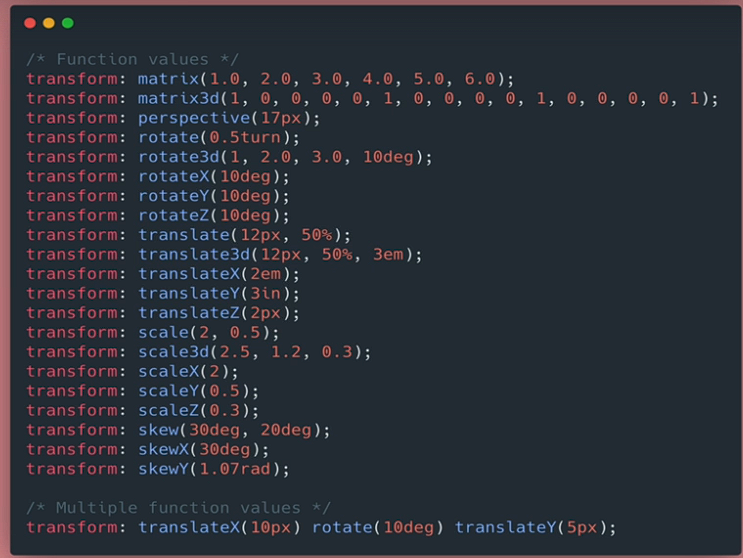 /* Function values */
transform: matrix(1.0, 2.0, 3.0, 4.0, 5.0, 6.0);
transform: matrix3d(1, 0, 0, 0, 0, 1, 0, 0, 0, 0, 1, 0, 0, 0, 0, 1);
transform: perspective(17px);
transform: rotate(0.5turn);
transform: rotate3d(1, 2.0, 3.0, 10deg);
transform: rotateX(10deg);
transform: rotateY(10deg);
transform: rotateZ(10deg);
transform: translate(12px, 50%);
transform: translate3d(12px, 50%, 3em);
transform: translateX(2em);
transform: translateY(3in);
transform: translateZ(2px);
transform: scale(2, 0.5);
transform: scale3d(2.5, 1.2, 0.3);
transform: scaleX(2);
transform: scaleY(0.5);
transform: scaleZ(0.3);
transform: skew(30deg, 20deg);
transform: skewX(30deg);
transform: skewY(1.07rad);
/* Multiple function values */
transform: translateX(10px) rotate(10deg) translateY(5px);